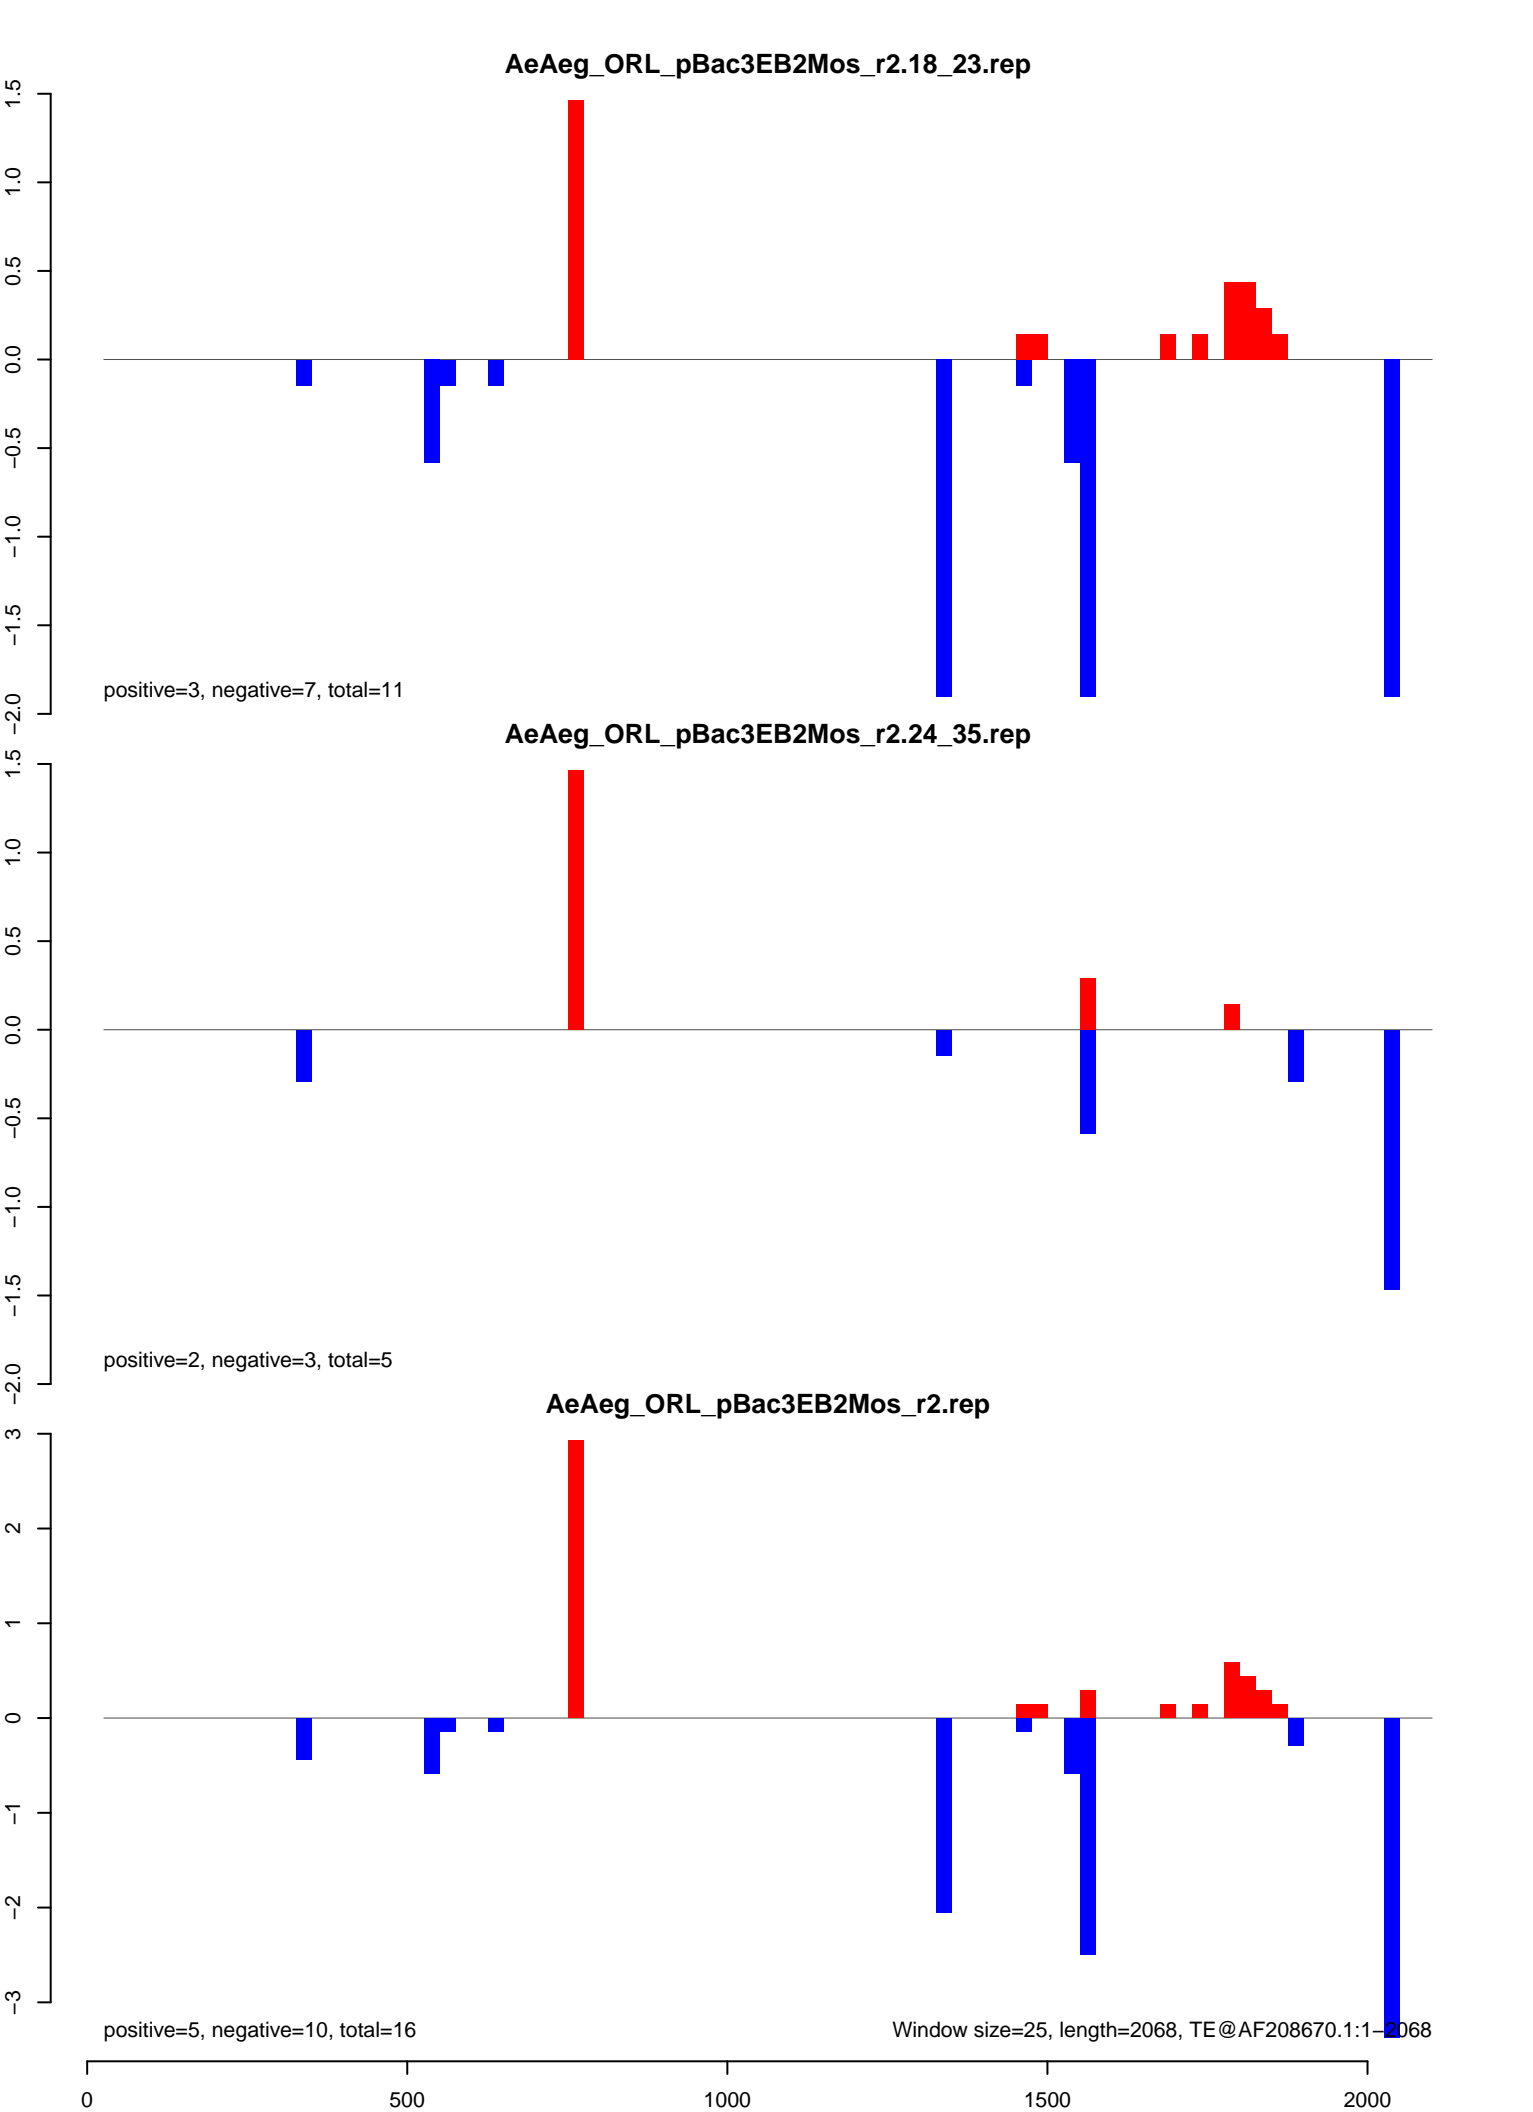 AeAeg_ORL_pBac3EB2Mos_r2.18_23.rep
1.5
1.0
0.5
0.0
−0.5
−1.0
−1.5
−2.0
positive=3, negative=7, total=11
AeAeg_ORL_pBac3EB2Mos_r2.24_35.rep
1.5
1.0
0.5
0.0
−0.5
−1.0
−1.5
−2.0
positive=2, negative=3, total=5
AeAeg_ORL_pBac3EB2Mos_r2.rep
3
2
1
0
−1
−2
−3
positive=5, negative=10, total=16
Window size=25, length=2068, TE@AF208670.1:1−2068
0 500 1000 1500 2000